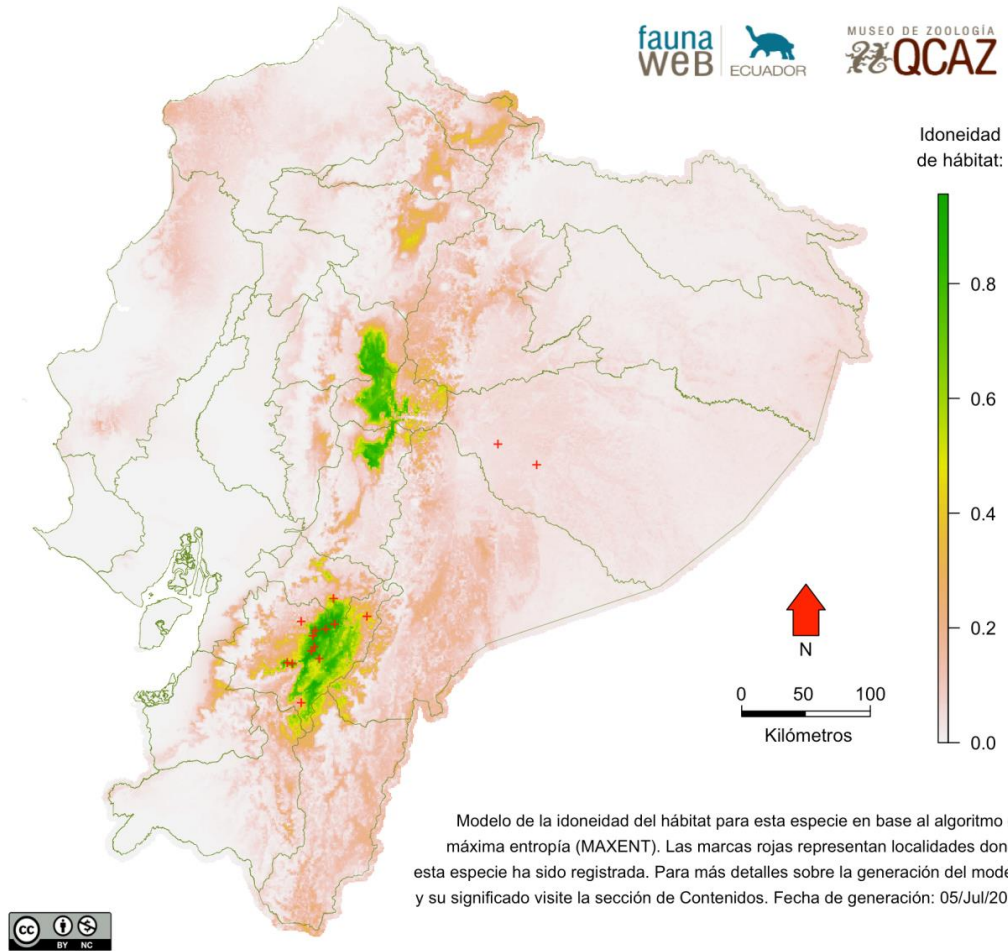 fauna
WEB
ECUADOR
MUSEO DE ZOOLOGÍA
QCAZ
Idoneidad
de hábitat:
0.8
0.6
0.4
0.2
0.0
N
0 50 100
Kilómetros
Modelo de la idoneidad del hábitat para esta especie en base al algoritmo
máxima entropía (MAXENT). Las marcas rojas representan localidades don
esta especie ha sido registrada. Para más detalles sobre la generación del mode
y su significado visite la sección de Contenidos. Fecha de generación: 05/Jul/20
cc
BY NC